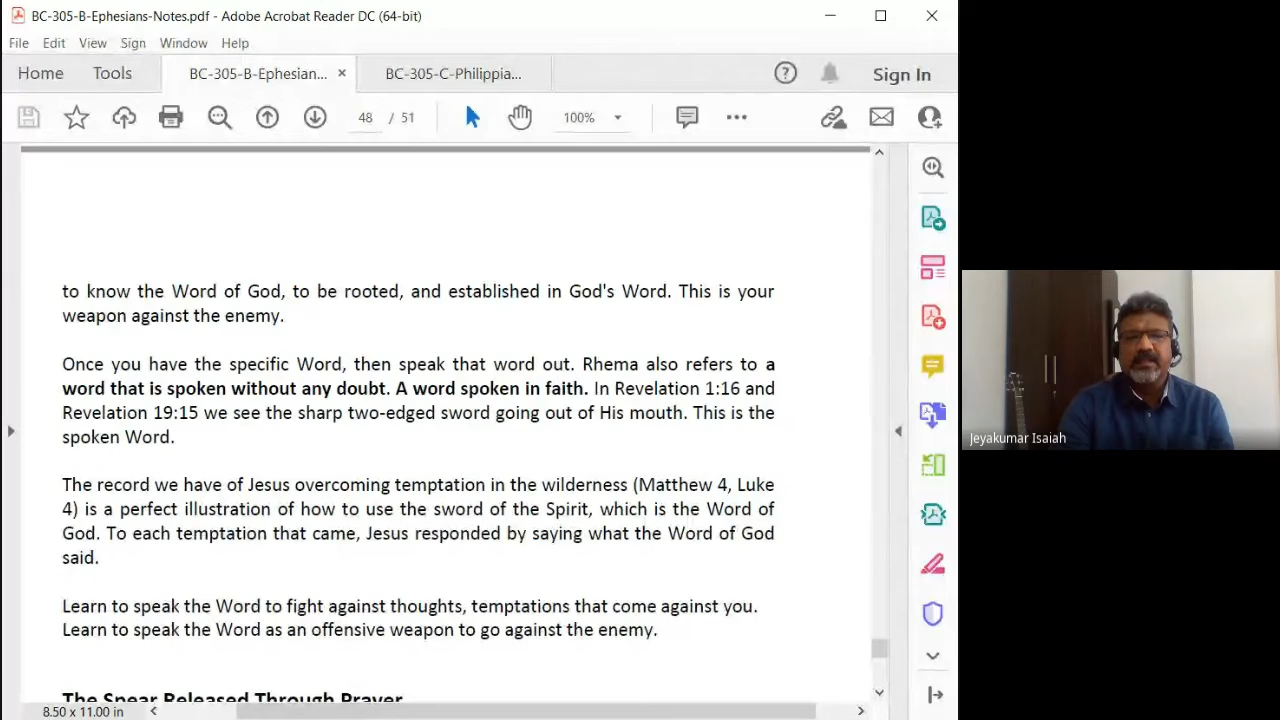 BC-305-B-Ephesians-Notes.pdf - Adobe Acrobat Reader DC (64-bit)
File Edit View Sign Window Help
Home Tools BC-305-B-Ephesian... × BC-305-C-Philippia... Sign In
48 / 51 100%
to know the Word of God, to be rooted, and established in God's Word. This is your
weapon against the enemy.
Once you have the specific Word, then speak that word out. Rhema also refers to a
word that is spoken without any doubt. A word spoken in faith. In Revelation 1:16 and
Revelation 19:15 we see the sharp two-edged sword going out of His mouth. This is the
spoken Word.
The record we have of Jesus overcoming temptation in the wilderness (Matthew 4, Luke
4) is a perfect illustration of how to use the sword of the Spirit, which is the Word of
God. To each temptation that came, Jesus responded by saying what the Word of God
said.
Learn to speak the Word to fight against thoughts, temptations that come against you.
Learn to speak the Word as an offensive weapon to go against the enemy.
The Spear Released Through Prayer
8.50 x 11.00 in
Jeyakumar Isaiah